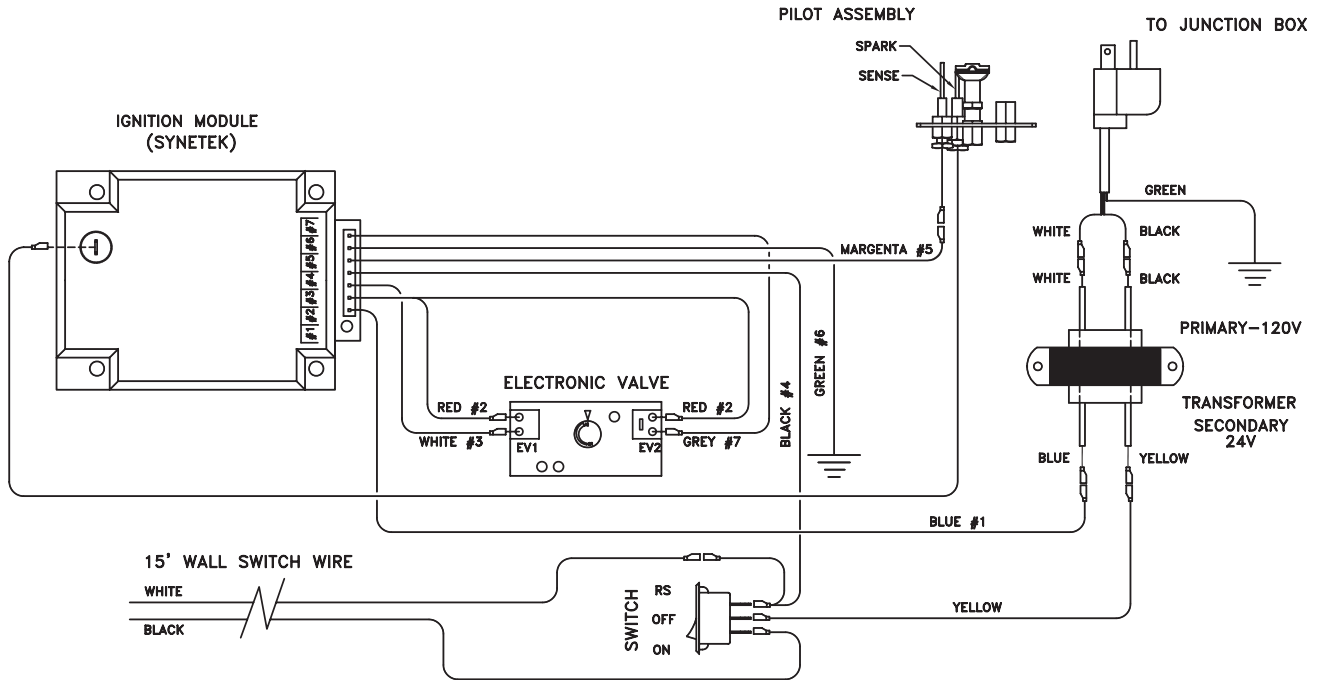 PILOT ASSEMBLY
TO JUNCTION BOX
SPARK
SENSE
IGNITION MODULE
(SYNETEK)
GREEN
#1 #2 #3 #4 #5 #6 #7
MARGENTA #5
WHITE
BLACK
WHITE
BLACK
PRIMARY-120V
GREEN #6
BLACK #4
ELECTRONIC VALVE
RED #2
RED #2
WHITE #3
EV1
EV2
GREY #7
TRANSFORMER
SECONDARY
24V
BLUE
YELLOW
BLUE #1
15' WALL SWITCH WIRE
WHITE
BLACK
SWITCH
RS
OFF
ON
YELLOW